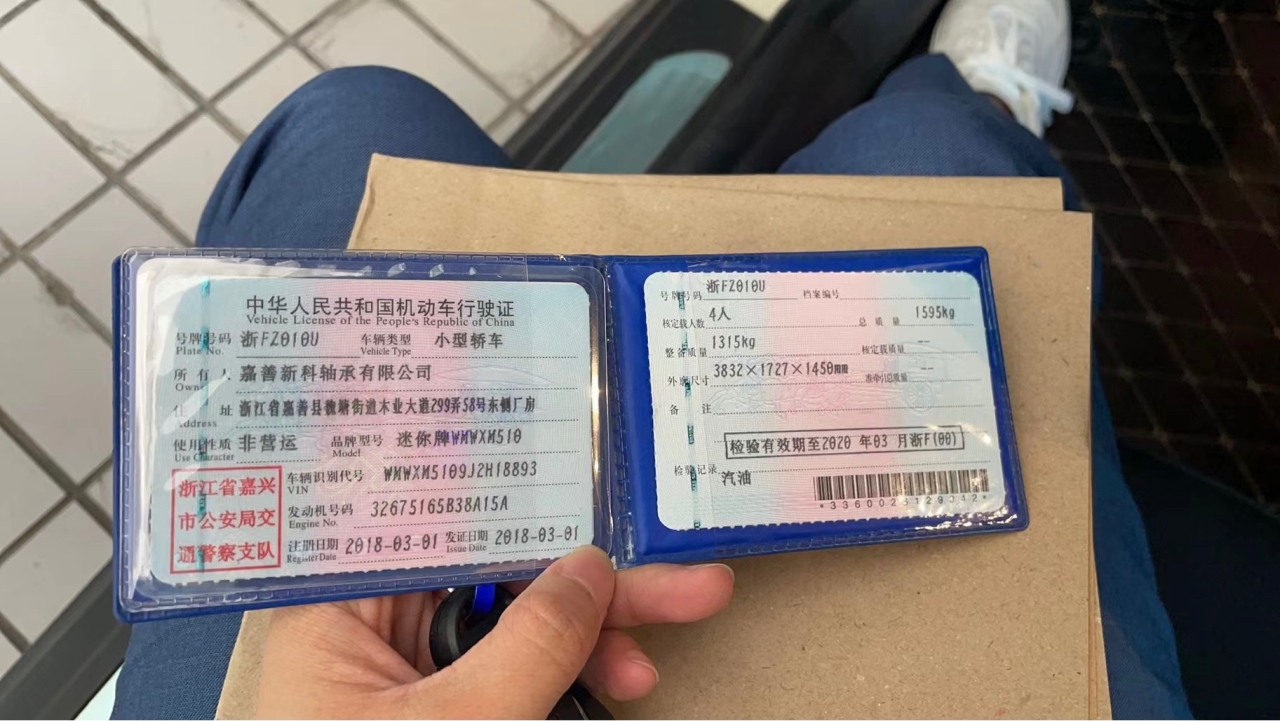 中华人民共和国机动车行驶证
Vehicle License of the People's Republic of China
号牌号码 浙FZ010U 车辆类型 小型轿车
Plate No. Vehicle Type
所有人 嘉善新科轴承有限公司
Owner
住址 浙江省嘉善县魏塘街道木业大道299弄58号东侧厂房
Address
使用性质 非营运 品牌型号 迷你牌WMWXM510
Use Character Model
浙江省嘉兴
市公安局交
通警察支队
车辆识别代号 WMWXM5109J2H18893
VIN
发动机号码 32675165B38A15A
Engine No.
注册日期 2018-03-01 发证日期 2018-03-01
Register Date Issue Date
号牌号码 浙FZ010U 档案编号
核定载人数 4人 总质量 1595kg
整备质量 1315kg 核定载质量 --
外廓尺寸 3832×1727×1450mm 准牵引总质量 --
备注
检验有效期至2020年03月浙F(00)
检验记录 汽油